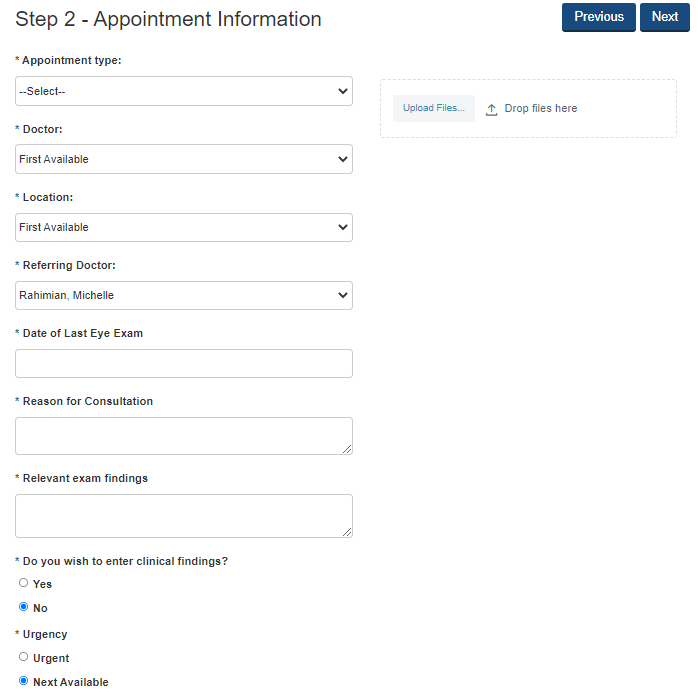 Step 2 - Appointment Information
Previous
Next
* Appointment type:
--Select--
Upload Files...
Drop files here
* Doctor:
First Available
* Location:
First Available
* Referring Doctor:
Rahimian, Michelle
* Date of Last Eye Exam
* Reason for Consultation
* Relevant exam findings
* Do you wish to enter clinical findings?
Yes
No
* Urgency
Urgent
Next Available